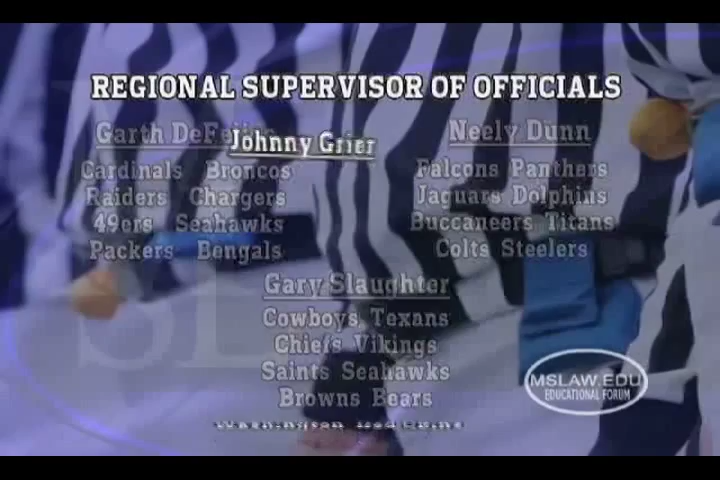 REGIONAL SUPERVISOR OF OFFICIALS
Garth
Johnny Grier
Neely Dunn
Cardinals Broncos
Falcons Panthers
Raiders Chargers
Jaguars Dolphins
49ers Seahawks
Buccaneers Titans
Packers Bengals
Colts Steelers
Gary Slaughter
Cowboys Texans
Chiefs Vikings
Saints Seahawks
Browns Bears
MSLAW.EDU
EDUCATIONAL FORUM